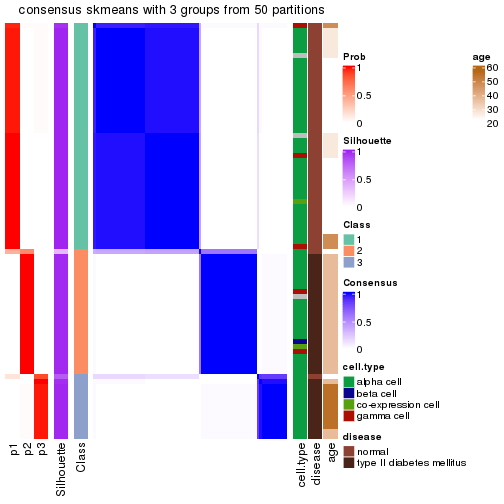 consensus skmeans with 3 groups from 50 partitions
Prob
1
0.5
0
Silhouette
1
0.5
0
Class
1
2
3
Consensus
1
0.5
0
cell.type
alpha cell
beta cell
co-expression cell
gamma cell
disease
normal
type II diabetes mellitus
age
60
50
40
30
20
p1
p2
p3
Silhouette
Class
cell.type
disease
age